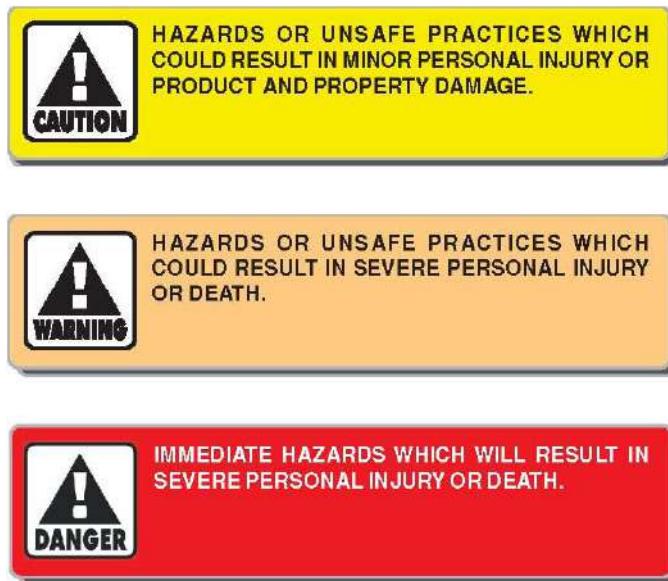 HAZARDS OR UNSAFE PRACTICES WHICH
COULD RESULT IN MINOR PERSONAL INJURY OR
PRODUCT AND PROPERTY DAMAGE.
!
CAUTION
HAZARDS OR UNSAFE PRACTICES WHICH
COULD RESULT IN SEVERE PERSONAL INJURY
OR DEATH.
!
WARNING
IMMEDIATE HAZARDS WHICH WILL RESULT IN
SEVERE PERSONAL INJURY OR DEATH.
!
DANGER